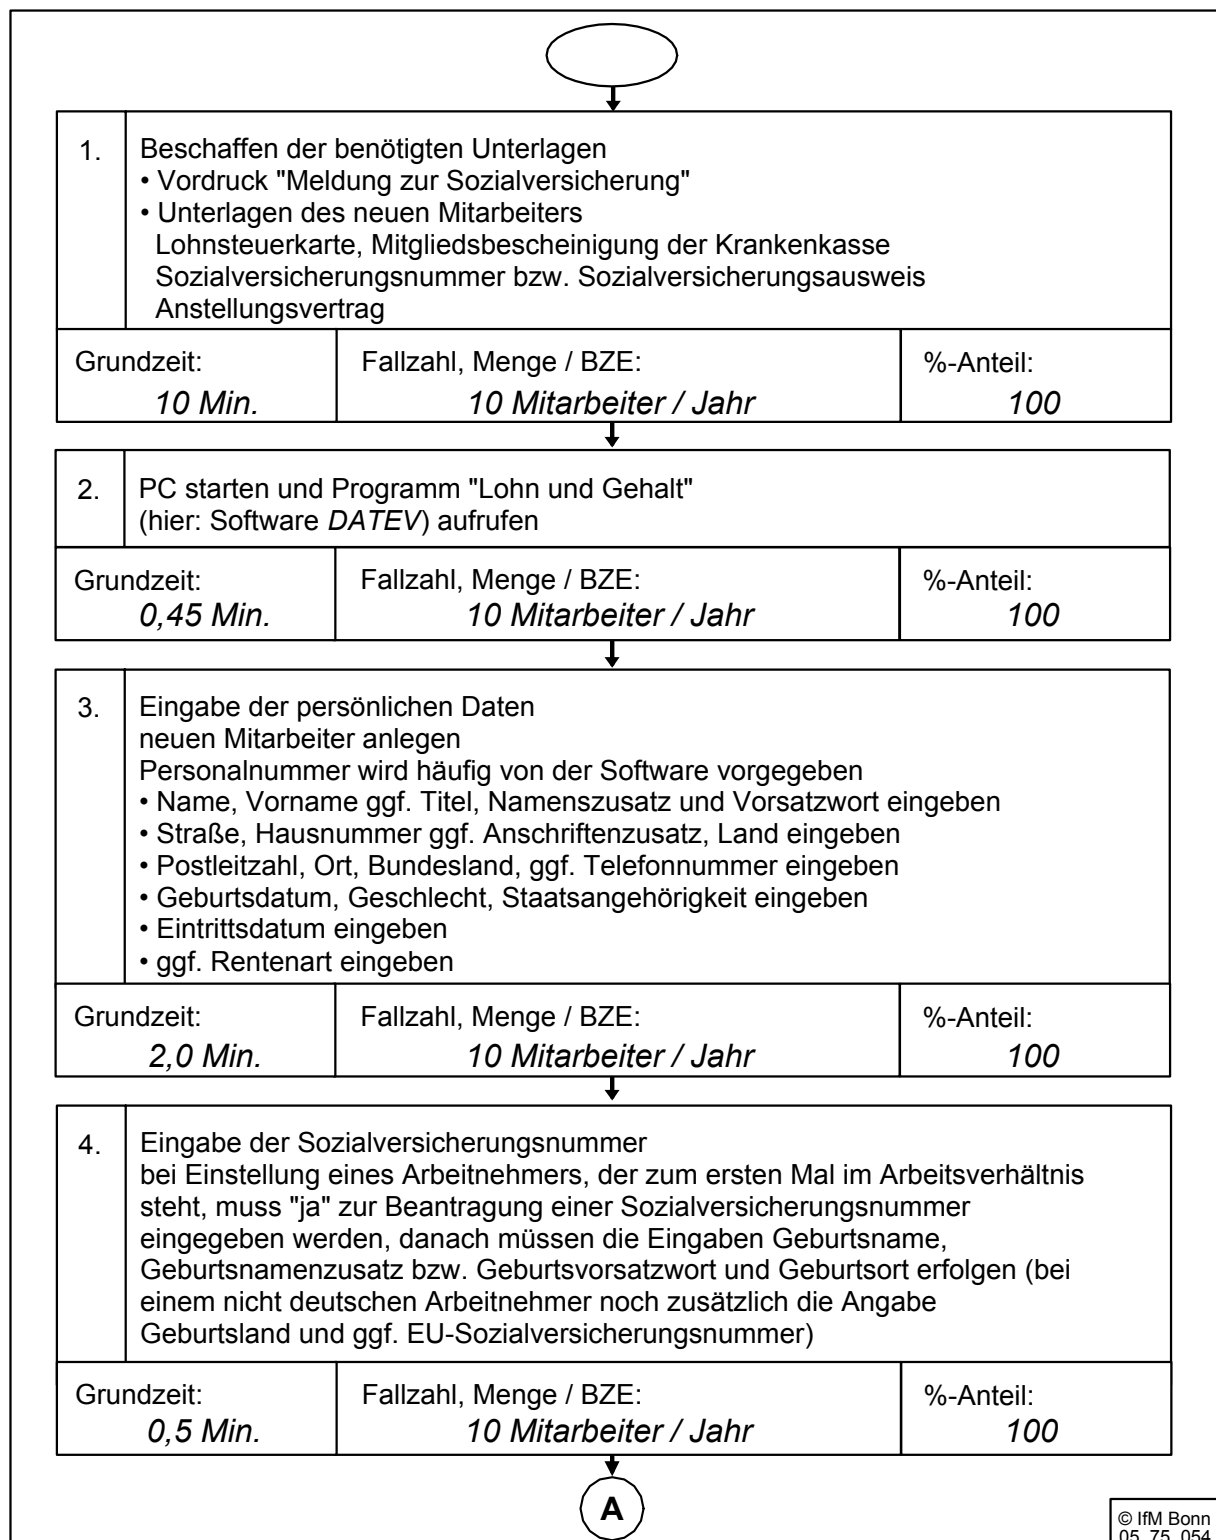 1.
Beschaffen der benötigten Unterlagen
• Vordruck "Meldung zur Sozialversicherung"
• Unterlagen des neuen Mitarbeiters
Lohnsteuerkarte, Mitgliedsbescheinigung der Krankenkasse
Sozialversicherungsnummer bzw. Sozialversicherungsausweis
Anstellungsvertrag
Grundzeit: Fallzahl, Menge / BZE: %-Anteil:
10 Min. 10 Mitarbeiter / Jahr 100
2.
PC starten und Programm "Lohn und Gehalt"
(hier: Software DATEV) aufrufen
Grundzeit: Fallzahl, Menge / BZE: %-Anteil:
0,45 Min. 10 Mitarbeiter / Jahr 100
3.
Eingabe der persönlichen Daten
neuen Mitarbeiter anlegen
Personalnummer wird häufig von der Software vorgegeben
• Name, Vorname ggf. Titel, Namenszusatz und Vorsatzwort eingeben
• Straße, Hausnummer ggf. Anschriftenzusatz, Land eingeben
• Postleitzahl, Ort, Bundesland, ggf. Telefonnummer eingeben
• Geburtsdatum, Geschlecht, Staatsangehörigkeit eingeben
• Eintrittsdatum eingeben
• ggf. Rentenart eingeben
Grundzeit: Fallzahl, Menge / BZE: %-Anteil:
2,0 Min. 10 Mitarbeiter / Jahr 100
4.
Eingabe der Sozialversicherungsnummer
bei Einstellung eines Arbeitnehmers, der zum ersten Mal im Arbeitsverhältnis
steht, muss "ja" zur Beantragung einer Sozialversicherungsnummer
eingegeben werden, danach müssen die Eingaben Geburtsname,
Geburtsnamenzusatz bzw. Geburtsvorsatzwort und Geburtsort erfolgen (bei
einem nicht deutschen Arbeitnehmer noch zusätzlich die Angabe
Geburtsland und ggf. EU-Sozialversicherungsnummer)
Grundzeit: Fallzahl, Menge / BZE: %-Anteil:
0,5 Min. 10 Mitarbeiter / Jahr 100
A
© IfM Bonn
05 75 054